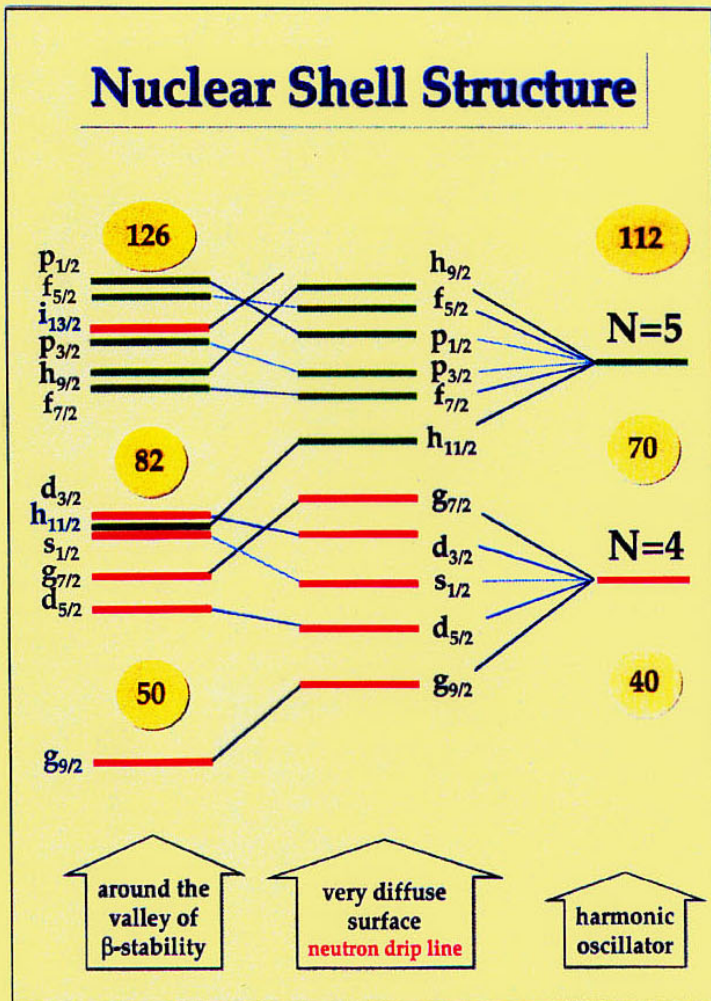 Nuclear Shell Structure
126
112
p1/2
f5/2
i13/2
p3/2
h9/2
f7/2
h9/2
f5/2
p1/2
p3/2
f7/2
h11/2
N=5
82
70
d3/2
h11/2
s1/2
g7/2
d5/2
g7/2
d3/2
s1/2
d5/2
g9/2
N=4
50
40
g9/2
around the
valley of
β-stability
very diffuse
surface
neutron drip line
harmonic
oscillator